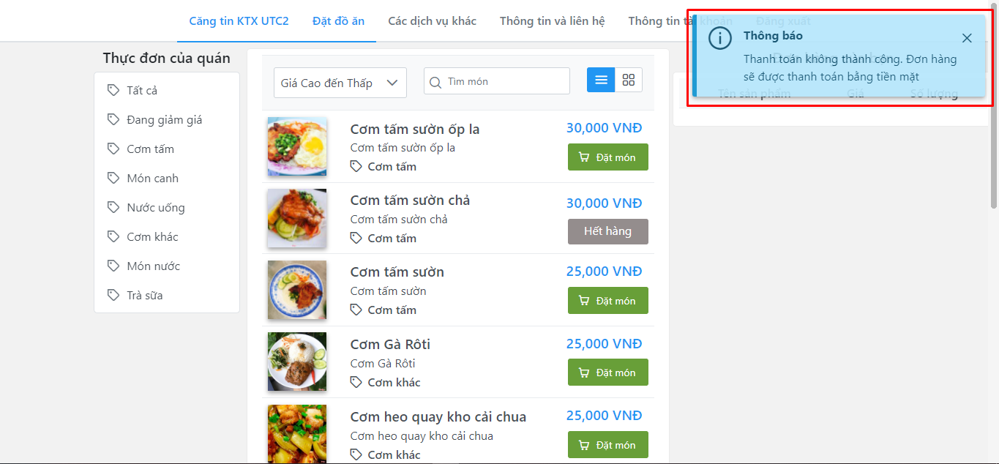 Căng tin KTX UTC2
Đặt đồ ăn
Các dịch vụ khác
Thông tin và liên hệ
Thông tin tài khoản
Đăng xuất
Thông báo
Thanh toán không thành công. Đơn hàng
sẽ được thanh toán bằng tiền mặt
Thực đơn của quán
Tất cả
Đang giảm giá
Cơm tấm
Món canh
Nước uống
Cơm khác
Món nước
Trà sữa
Giá Cao đến Thấp
Tìm món
Cơm tấm sườn ốp la
Cơm tấm sườn ốp la
Cơm tấm
30,000 VNĐ
Đặt món
Cơm tấm sườn chả
Cơm tấm sườn chả
Cơm tấm
30,000 VNĐ
Hết hàng
Cơm tấm sườn
Cơm tấm sườn
Cơm tấm
25,000 VNĐ
Đặt món
Cơm Gà Rôti
Cơm Gà Rôti
Cơm khác
25,000 VNĐ
Đặt món
Cơm heo quay kho cải chua
Cơm heo quay kho cải chua
Cơm khác
25,000 VNĐ
Đặt món
Tên sản phẩm
Giá
Số lượng